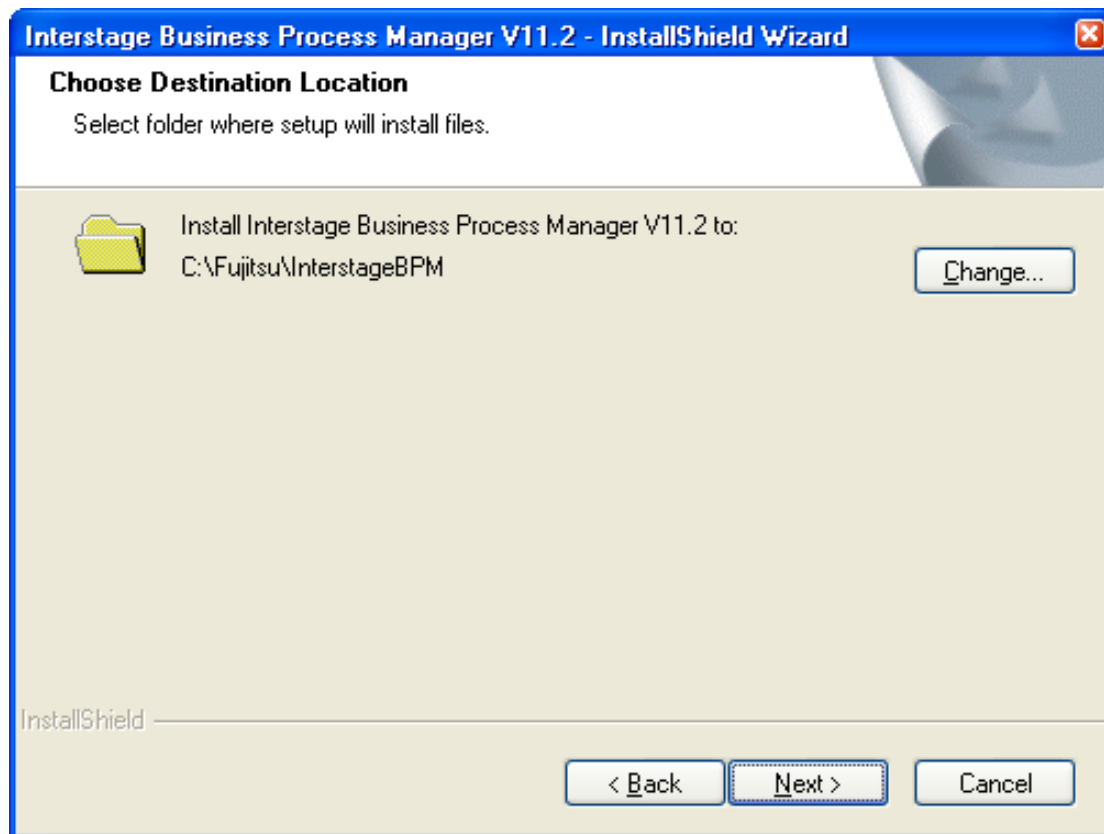 Interstage Business Process Manager V11.2 - InstallShield Wizard
Choose Destination Location
Select folder where setup will install files.
Install Interstage Business Process Manager V11.2 to:
C:\Fujitsu\InterstageBPM
Change...
InstallShield
< Back
Next >
Cancel